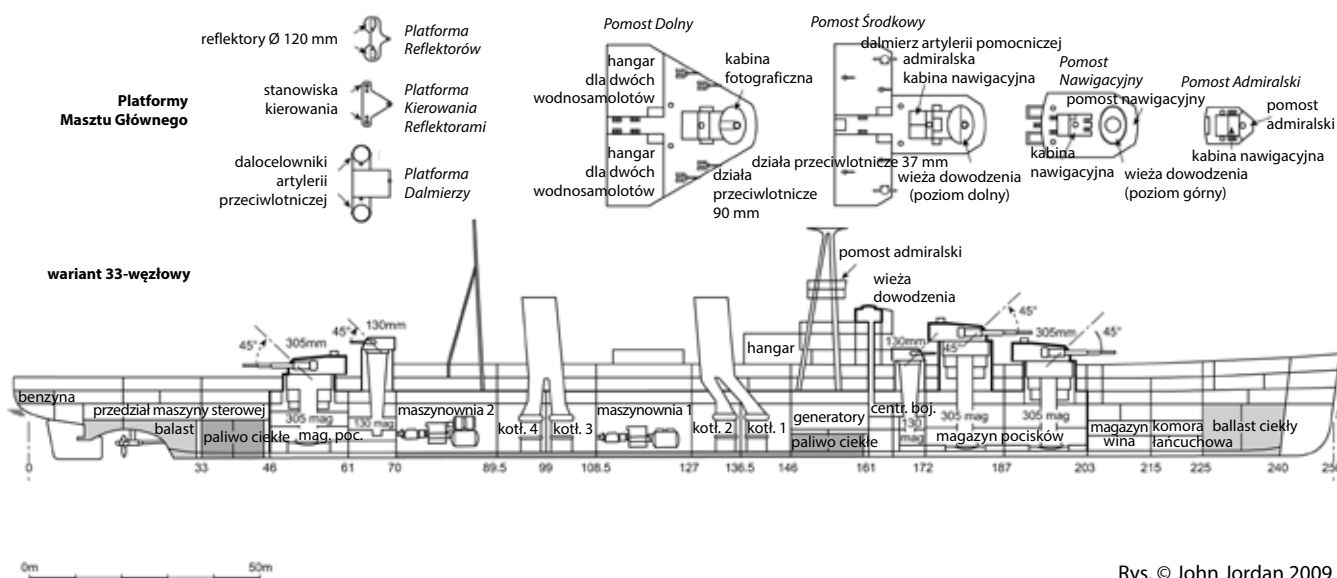 reflektory Ø 120 mm
Platforma
Reflektorów
Platformy
Masztu Głównego
stanowiska
kierowania
Platforma
Kierowania
Reflektorami
dalocelowniki
artylerii
przeciwlotniczej
Platforma
Dalmierzy
Pomost Dolny
hangar
dla dwóch
wodnosamolotów
kabina
fotograficzna
hangar
dla dwóch
wodnosamolotów
działa
przeciwlotnicze
90 mm
Pomost Środkowy
dalmierz artylerii pomocniczej
admiralska
kabina nawigacyjna
działa przeciwlotnicze 37 mm
wieża dowodzenia
(poziom dolny)
Pomost
Nawigacyjny
pomost nawigacyjny
kabina
nawigacyjna
wieża dowodzenia
(poziom górny)
Pomost Admiralski
pomost
admiralski
kabina nawigacyjna
wariant 33-węzłowy
pomost admiralski
wieża
dowodzenia
45° 305mm 45° 130mm
hangar
130mm 45° 45° 305mm 45°
benzyna
przedział maszyny sterowej
balast
paliwo ciekłe
305 mag
mag. poc.
130 mag
maszynownia 2
kotł. 4 kotł. 3
maszynownia 1
kotł. 2 kotł. 1
generatory
paliwo ciekłe
centr. boj.
130
mag
305 mag 305 mag
magazyn pocisków
magazyn
wina
komora
łańcuchowa
ballast ciekły
0 33 46 61 70 89.5 99 108.5 127 136.5 146 161 172 187 203 215 225 240 250
0m 50m
Rys. © John Jordan 2009